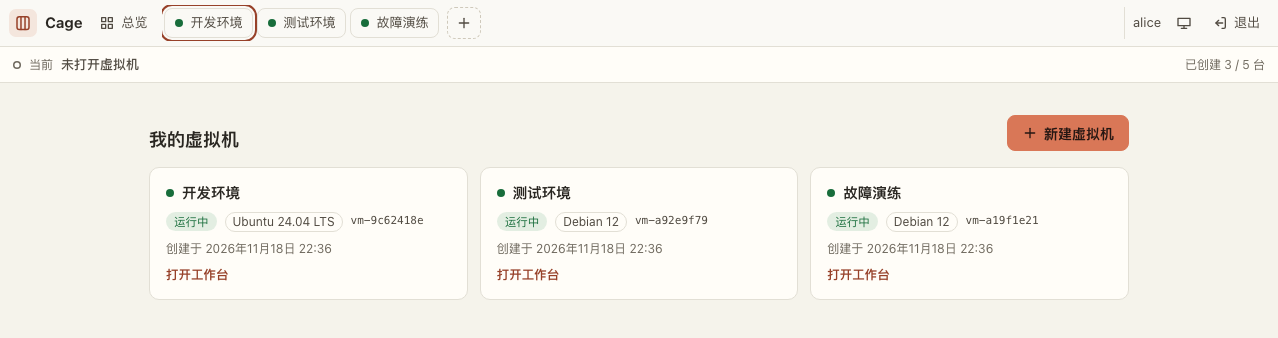 Cage 总览 开发环境 测试环境 故障演练 + alice 退出
当前 未打开虚拟机 已创建 3 / 5 台
我的虚拟机 + 新建虚拟机
开发环境
运行中 Ubuntu 24.04 LTS vm-9c62418e
创建于 2026年11月18日 22:36
打开工作台
测试环境
运行中 Debian 12 vm-a92e9f79
创建于 2026年11月18日 22:36
打开工作台
故障演练
运行中 Debian 12 vm-a19f1e21
创建于 2026年11月18日 22:36
打开工作台